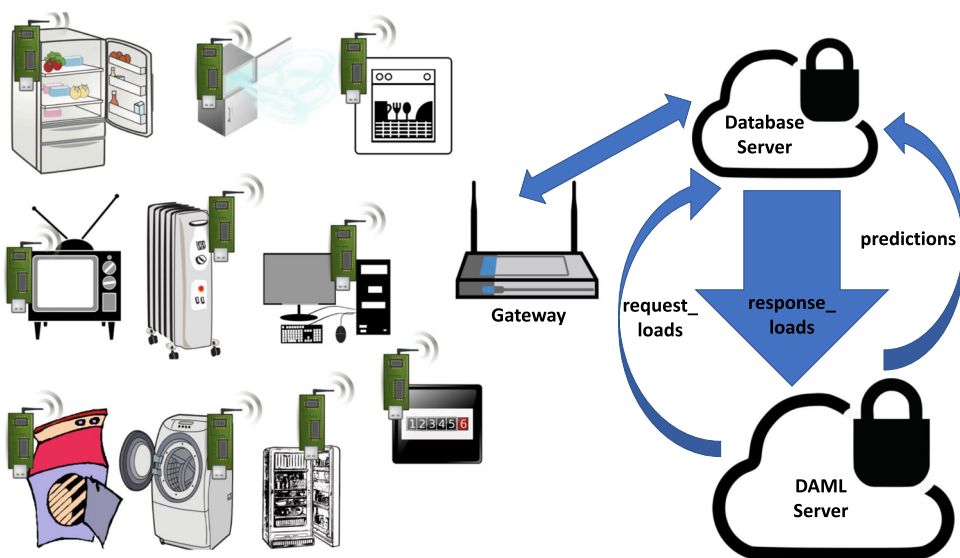 Database
Server
predictions
Gateway
request_
loads
response_
loads
123456
DAML
Server